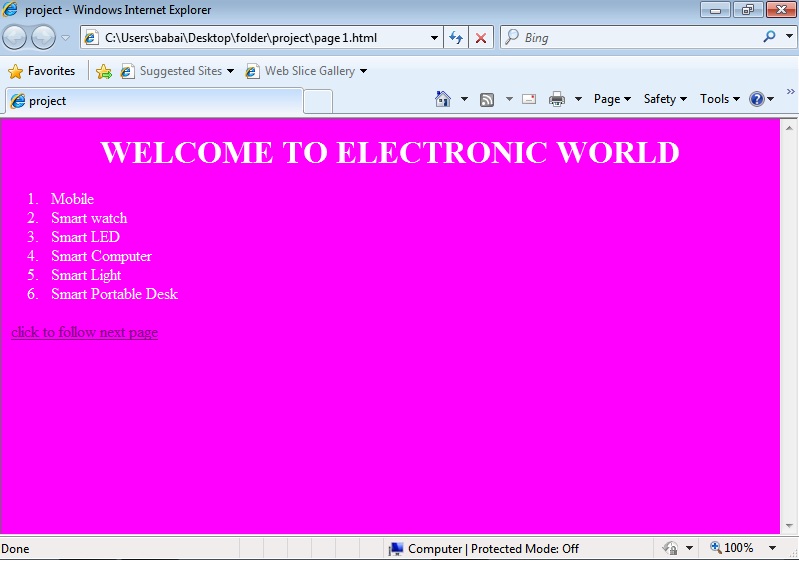 project - Windows Internet Explorer
C:\Users\babai\Desktop\folder\project\page 1.html
Bing
Favorites
Suggested Sites
Web Slice Gallery
project
Page
Safety
Tools
WELCOME TO ELECTRONIC WORLD
1. Mobile
2. Smart watch
3. Smart LED
4. Smart Computer
5. Smart Light
6. Smart Portable Desk
click to follow next page
Done
Computer | Protected Mode: Off
100%